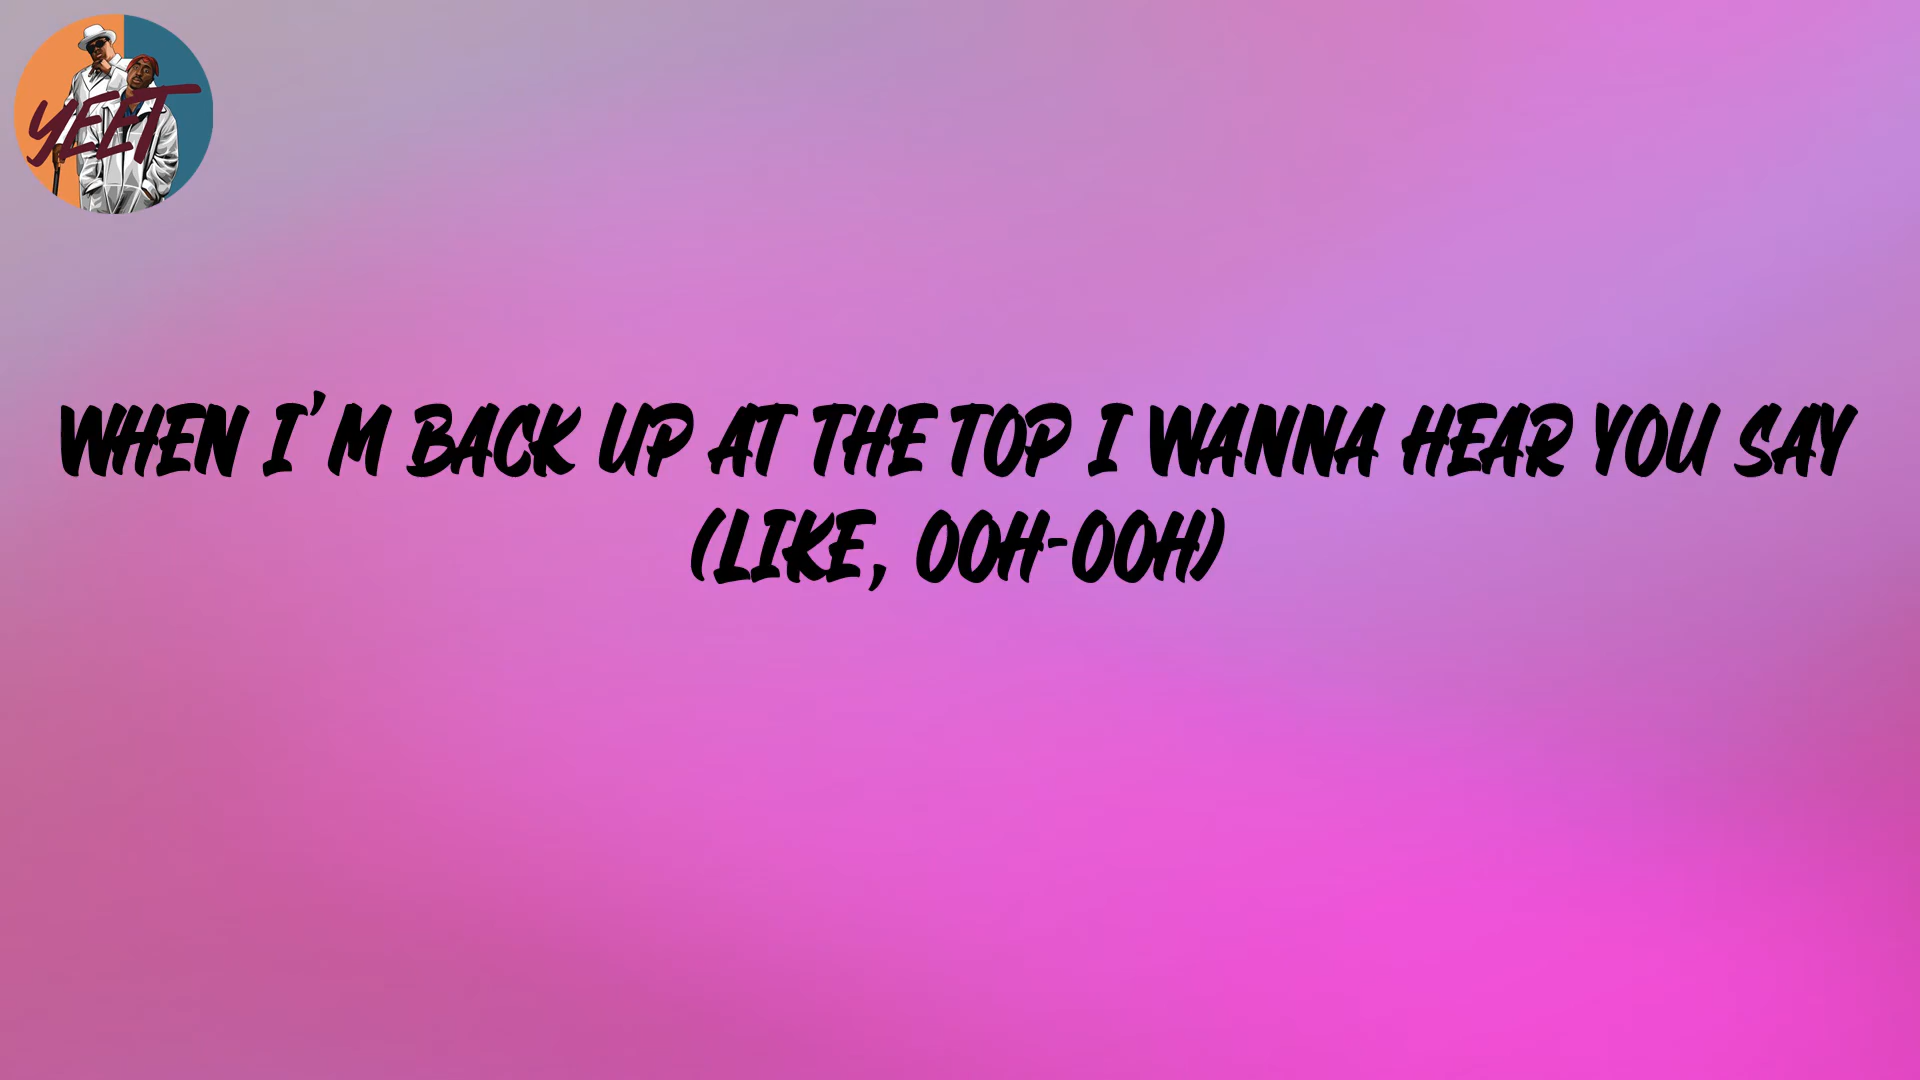 YEET
WHEN I'M BACK UP AT THE TOP I WANNA HEAR YOU SAY
(LIKE, OOH-OOH)